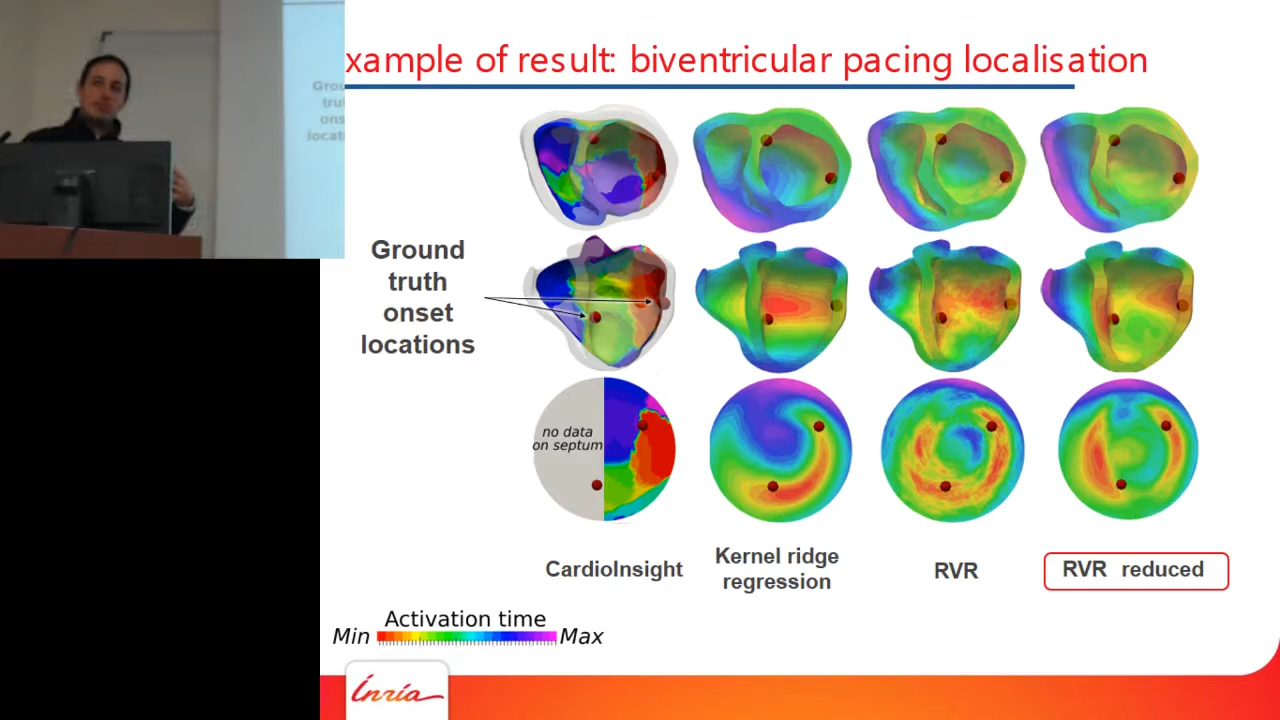 xample of result: biventricular pacing localisation
Ground
truth
onset
locations
no data
on septum
CardioInsight
Kernel ridge
regression
RVR
RVR reduced
Activation time
Min
Max
Inria